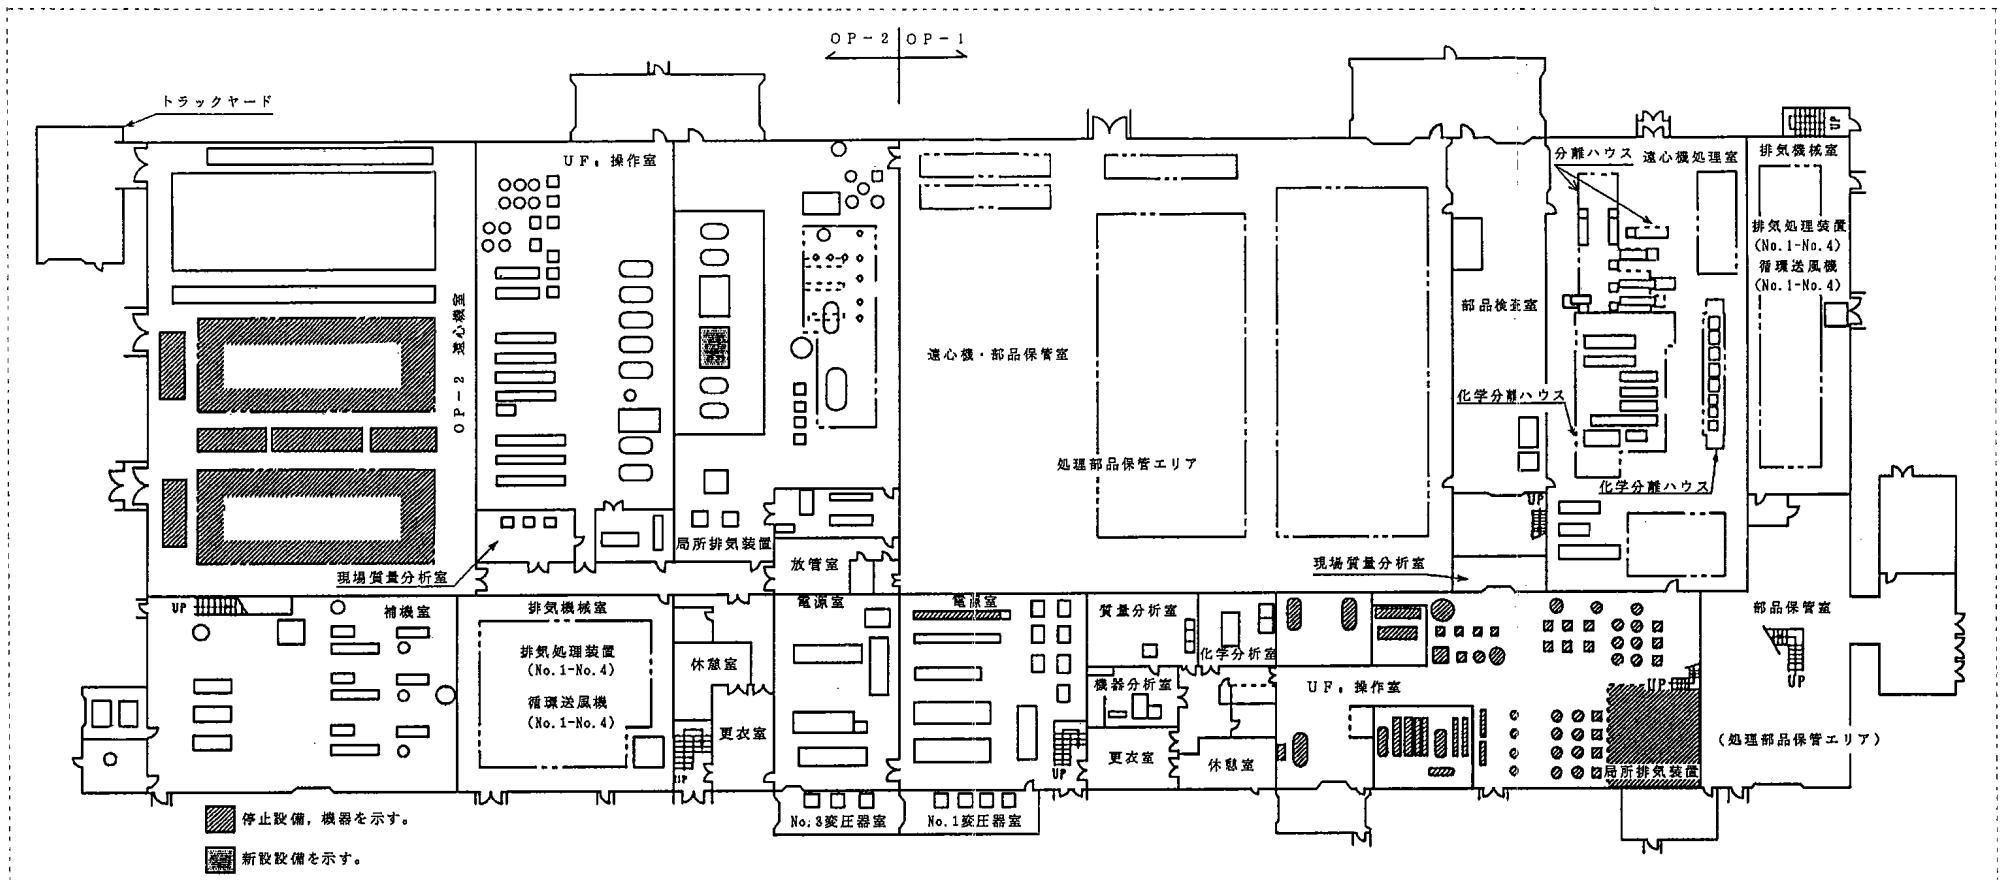 OP-2 OP-1
トラックヤード
UF₆ 操作室
分離ハウス
遠心機処理室
排気機械室
UP
排気処理装置
(No.1-No.4)
循環送風機
(No.1-No.4)
OP-2 遠心機室
部品検査室
遠心機・部品保管室
化学分離ハウス
処理部品保管エリア
化学分離ハウス
UP
局所排気装置
現場質量分析室
放管室
現場質量分析室
UP
補機室
排気機械室
電源室
電源室
質量分析室
化学分析室
部品保管室
排気処理装置
(No.1-No.4)
循環送風機
(No.1-No.4)
休憩室
機器分析室
UF₆ 操作室
UP
UP
更衣室
更衣室
休憩室
(処理部品保管エリア)
UP
UP
局所排気装置
No.3変圧器室
No.1変圧器室
停止設備,機器を示す。
新設設備を示す。